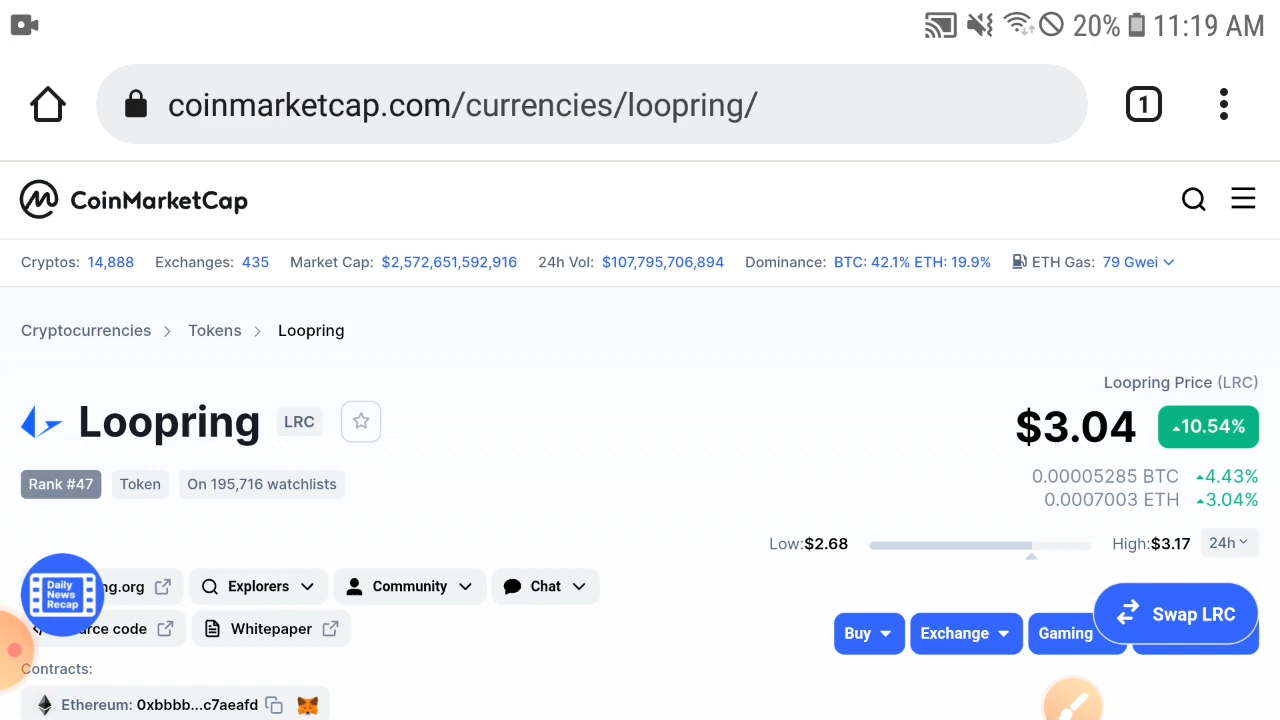 20% 11:19 AM
coinmarketcap.com/currencies/loopring/
1
CoinMarketCap
Cryptos: 14,888 Exchanges: 435 Market Cap: $2,572,651,592,916 24h Vol: $107,795,706,894 Dominance: BTC: 42.1% ETH: 19.9% ETH Gas: 79 Gwei
Cryptocurrencies > Tokens > Loopring
Loopring Price (LRC)
Loopring LRC
$3.04 10.54%
Rank #47 Token On 195,716 watchlists
0.00005285 BTC 4.43%
0.0007003 ETH 3.04%
Low:$2.68 High:$3.17 24h
Daily
News
Recap
ng.org Explorers Community Chat
Swap LRC
urce code Whitepaper
Buy Exchange Gaming
Contracts:
Ethereum: 0xbbbb...c7aeafd